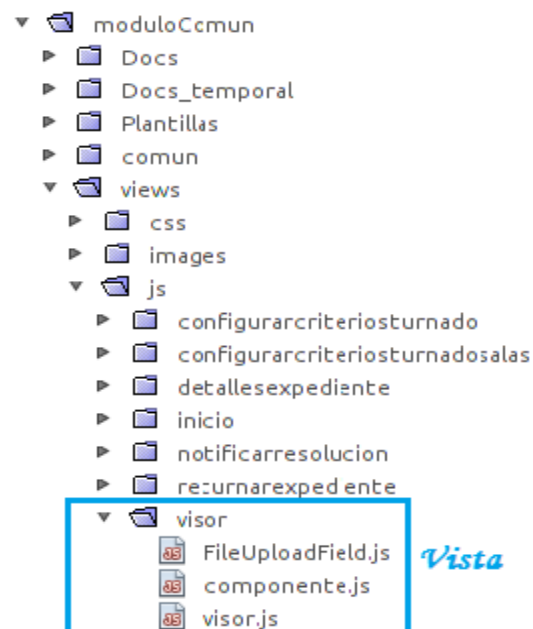 moduloComun
Docs
Docs_temporal
Plantillas
comun
views
css
images
js
configurarcriteriosturnado
configurarcriteriosturnadosalas
detallesexpediente
inicio
notificarresolucion
returnarexpediente
visor
FileUploadField.js
Vista
componente.js
visor.js